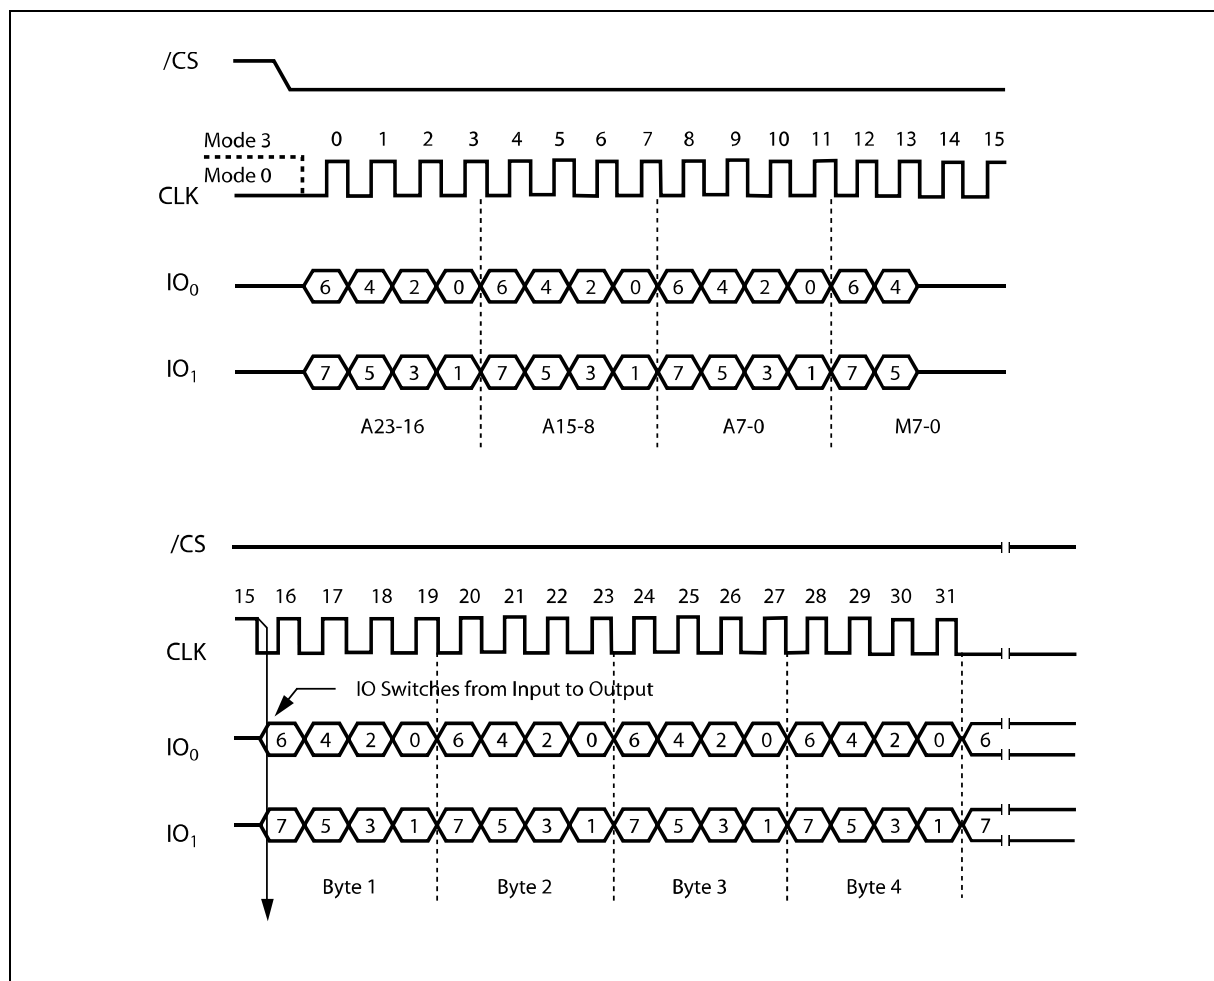 /CS
Mode 3 0 1 2 3 4 5 6 7 8 9 10 11 12 13 14 15
Mode 0
CLK
IO0 6 4 2 0 6 4 2 0 6 4 2 0 6 4
IO1 7 5 3 1 7 5 3 1 7 5 3 1 7 5
A23-16 A15-8 A7-0 M7-0
/CS
15 16 17 18 19 20 21 22 23 24 25 26 27 28 29 30 31
CLK
IO Switches from Input to Output
IO0 6 4 2 0 6 4 2 0 6 4 2 0 6 4 2 0 6
IO1 7 5 3 1 7 5 3 1 7 5 3 1 7 5 3 1 7
Byte 1 Byte 2 Byte 3 Byte 4